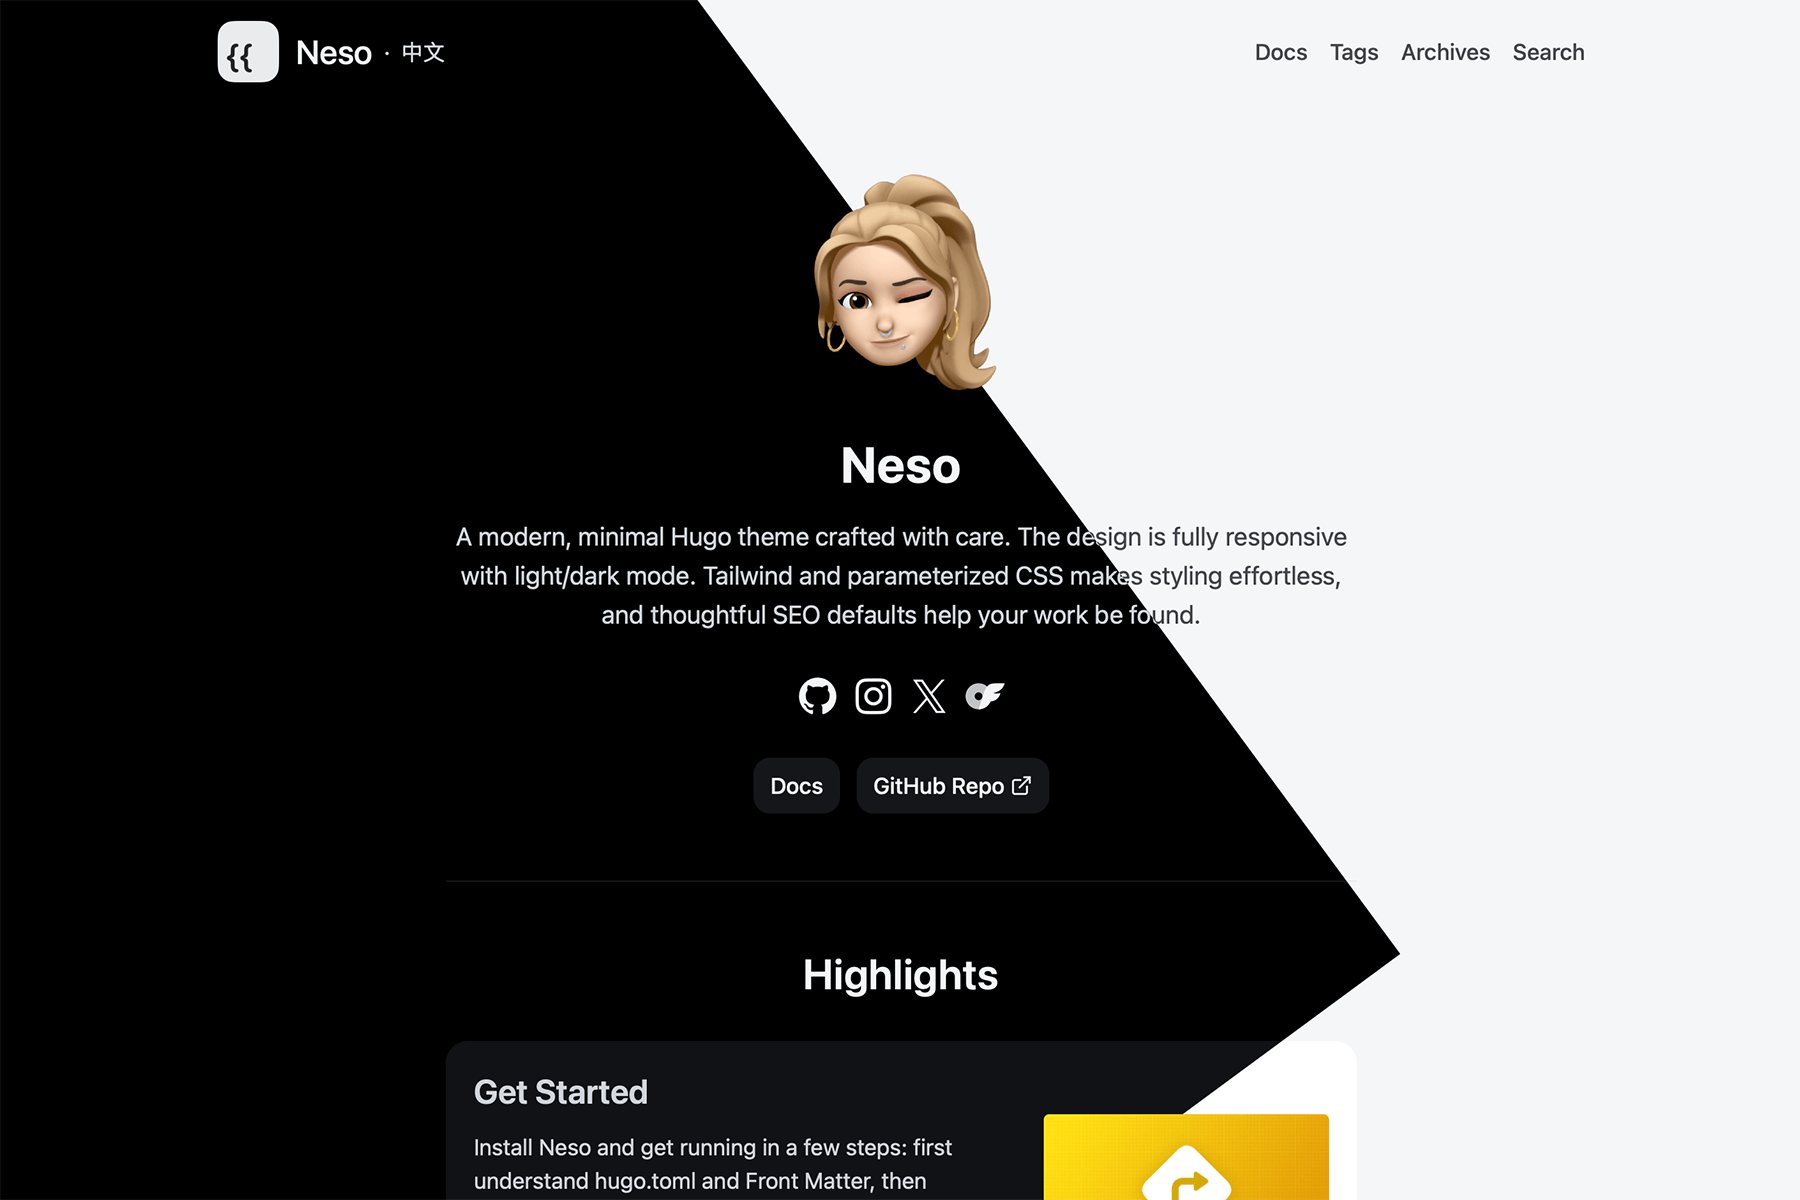 {{
Neso · 中文
Docs Tags Archives Search
Neso
A modern, minimal Hugo theme crafted with care. The design is fully responsive
with light/dark mode. Tailwind and parameterized CSS makes styling effortless,
and thoughtful SEO defaults help your work be found.
Docs
GitHub Repo
Highlights
Get Started
Install Neso and get running in a few steps: first
understand hugo.toml and Front Matter, then